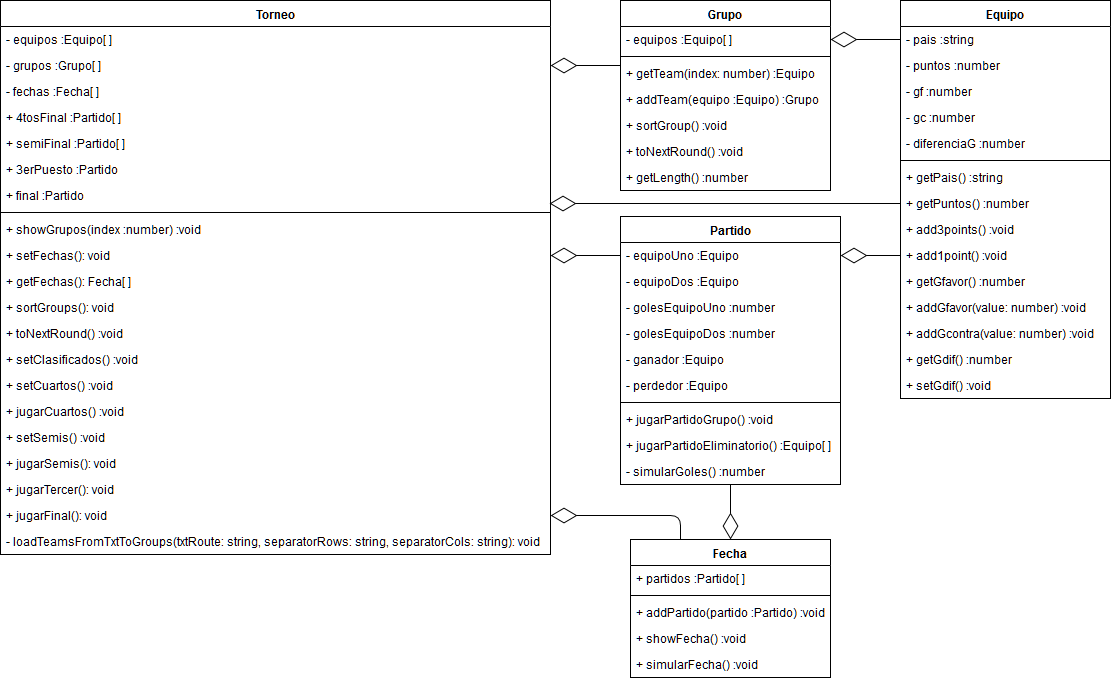 Torneo
- equipos :Equipo[ ]
- grupos :Grupo[ ]
- fechas :Fecha[ ]
+ 4tosFinal :Partido[ ]
+ semiFinal :Partido[ ]
+ 3erPuesto :Partido
+ final :Partido
+ showGrupos(index :number) :void
+ setFechas(): void
+ getFechas(): Fecha[ ]
+ sortGroups(): void
+ toNextRound() :void
+ setClasificados() :void
+ setCuartos() :void
+ jugarCuartos() :void
+ setSemis() :void
+ jugarSemis(): void
+ jugarTercer(): void
+ jugarFinal(): void
- loadTeamsFromTxtToGroups(txtRoute: string, separatorRows: string, separatorCols: string): void
Grupo
- equipos :Equipo[ ]
+ getTeam(index: number) :Equipo
+ addTeam(equipo :Equipo) :Grupo
+ sortGroup() :void
+ toNextRound() :void
+ getLength() :number
Partido
- equipoUno :Equipo
- equipoDos :Equipo
- golesEquipoUno :number
- golesEquipoDos :number
- ganador :Equipo
- perdedor :Equipo
+ jugarPartidoGrupo() :void
+ jugarPartidoEliminatorio() :Equipo[ ]
- simularGoles() :number
Fecha
+ partidos :Partido[ ]
+ addPartido(partido :Partido) :void
+ showFecha() :void
+ simularFecha() :void
Equipo
- pais :string
- puntos :number
- gf :number
- gc :number
- diferenciaG :number
+ getPais() :string
+ getPuntos() :number
+ add3points() :void
+ add1point() :void
+ getGfavor() :number
+ addGfavor(value: number) :void
+ addGcontra(value: number) :void
+ getGdif() :number
+ setGdif() :void